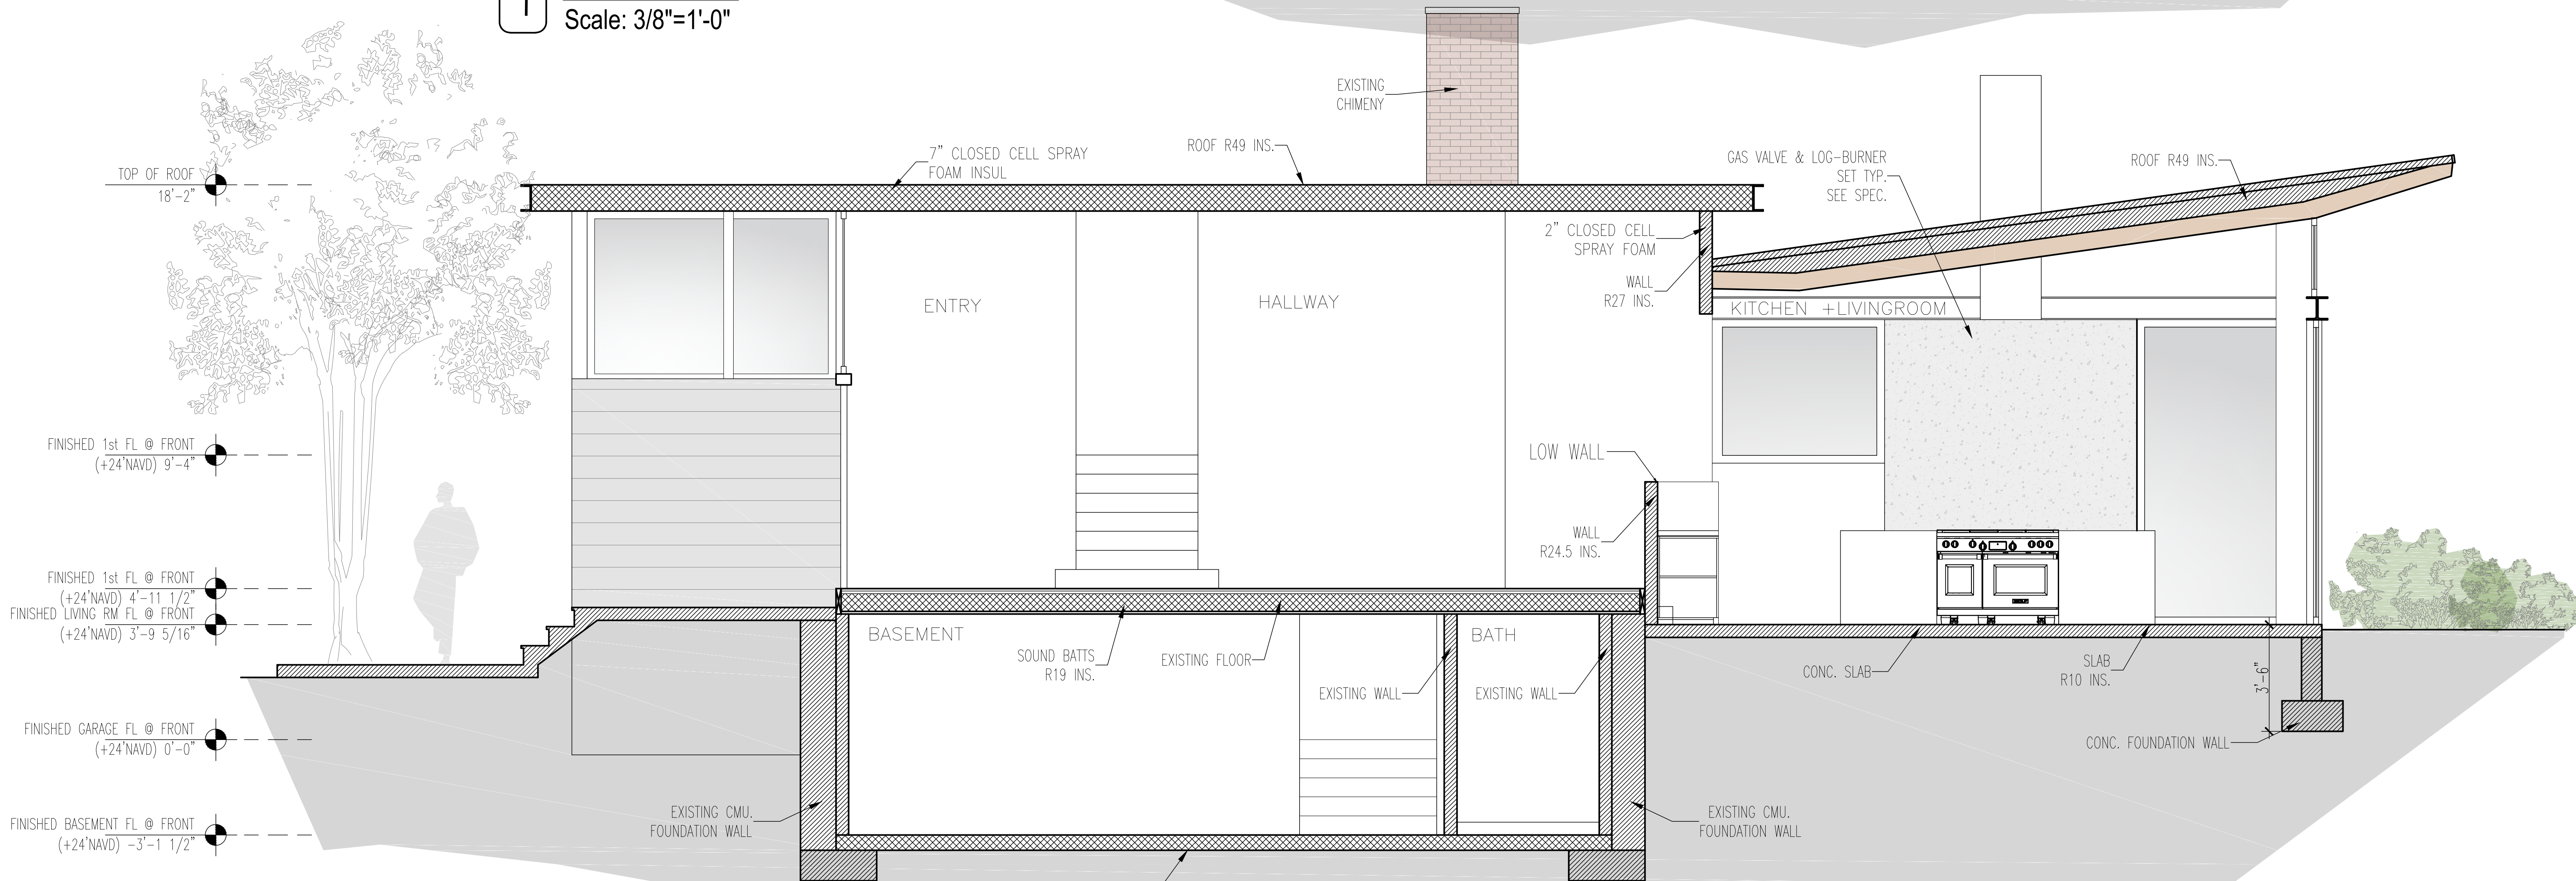 1
Scale: 3/8"=1'-0"
EXISTING
CHIMENY
7" CLOSED CELL SPRAY
FOAM INSUL
ROOF R49 INS.
GAS VALVE & LOG-BURNER
SET TYP.
SEE SPEC.
ROOF R49 INS.
TOP OF ROOF
18'-2"
2" CLOSED CELL
SPRAY FOAM
WALL
R27 INS.
ENTRY
HALLWAY
KITCHEN +LIVINGROOM
FINISHED 1st FL @ FRONT
(+24'NAVD) 9'-4"
LOW WALL
WALL
R24.5 INS.
WOLF
FINISHED 1st FL @ FRONT
(+24'NAVD) 4'-11 1/2"
FINISHED LIVING RM FL @ FRONT
(+24'NAVD) 3'-9 5/16"
BASEMENT
BATH
SOUND BATTS
R19 INS.
EXISTING FLOOR
EXISTING WALL
EXISTING WALL
CONC. SLAB
SLAB
R10 INS.
3'-6"
FINISHED GARAGE FL @ FRONT
(+24'NAVD) 0'-0"
CONC. FOUNDATION WALL
FINISHED BASEMENT FL @ FRONT
(+24'NAVD) -3'-1 1/2"
EXISTING CMU.
FOUNDATION WALL
EXISTING CMU.
FOUNDATION WALL